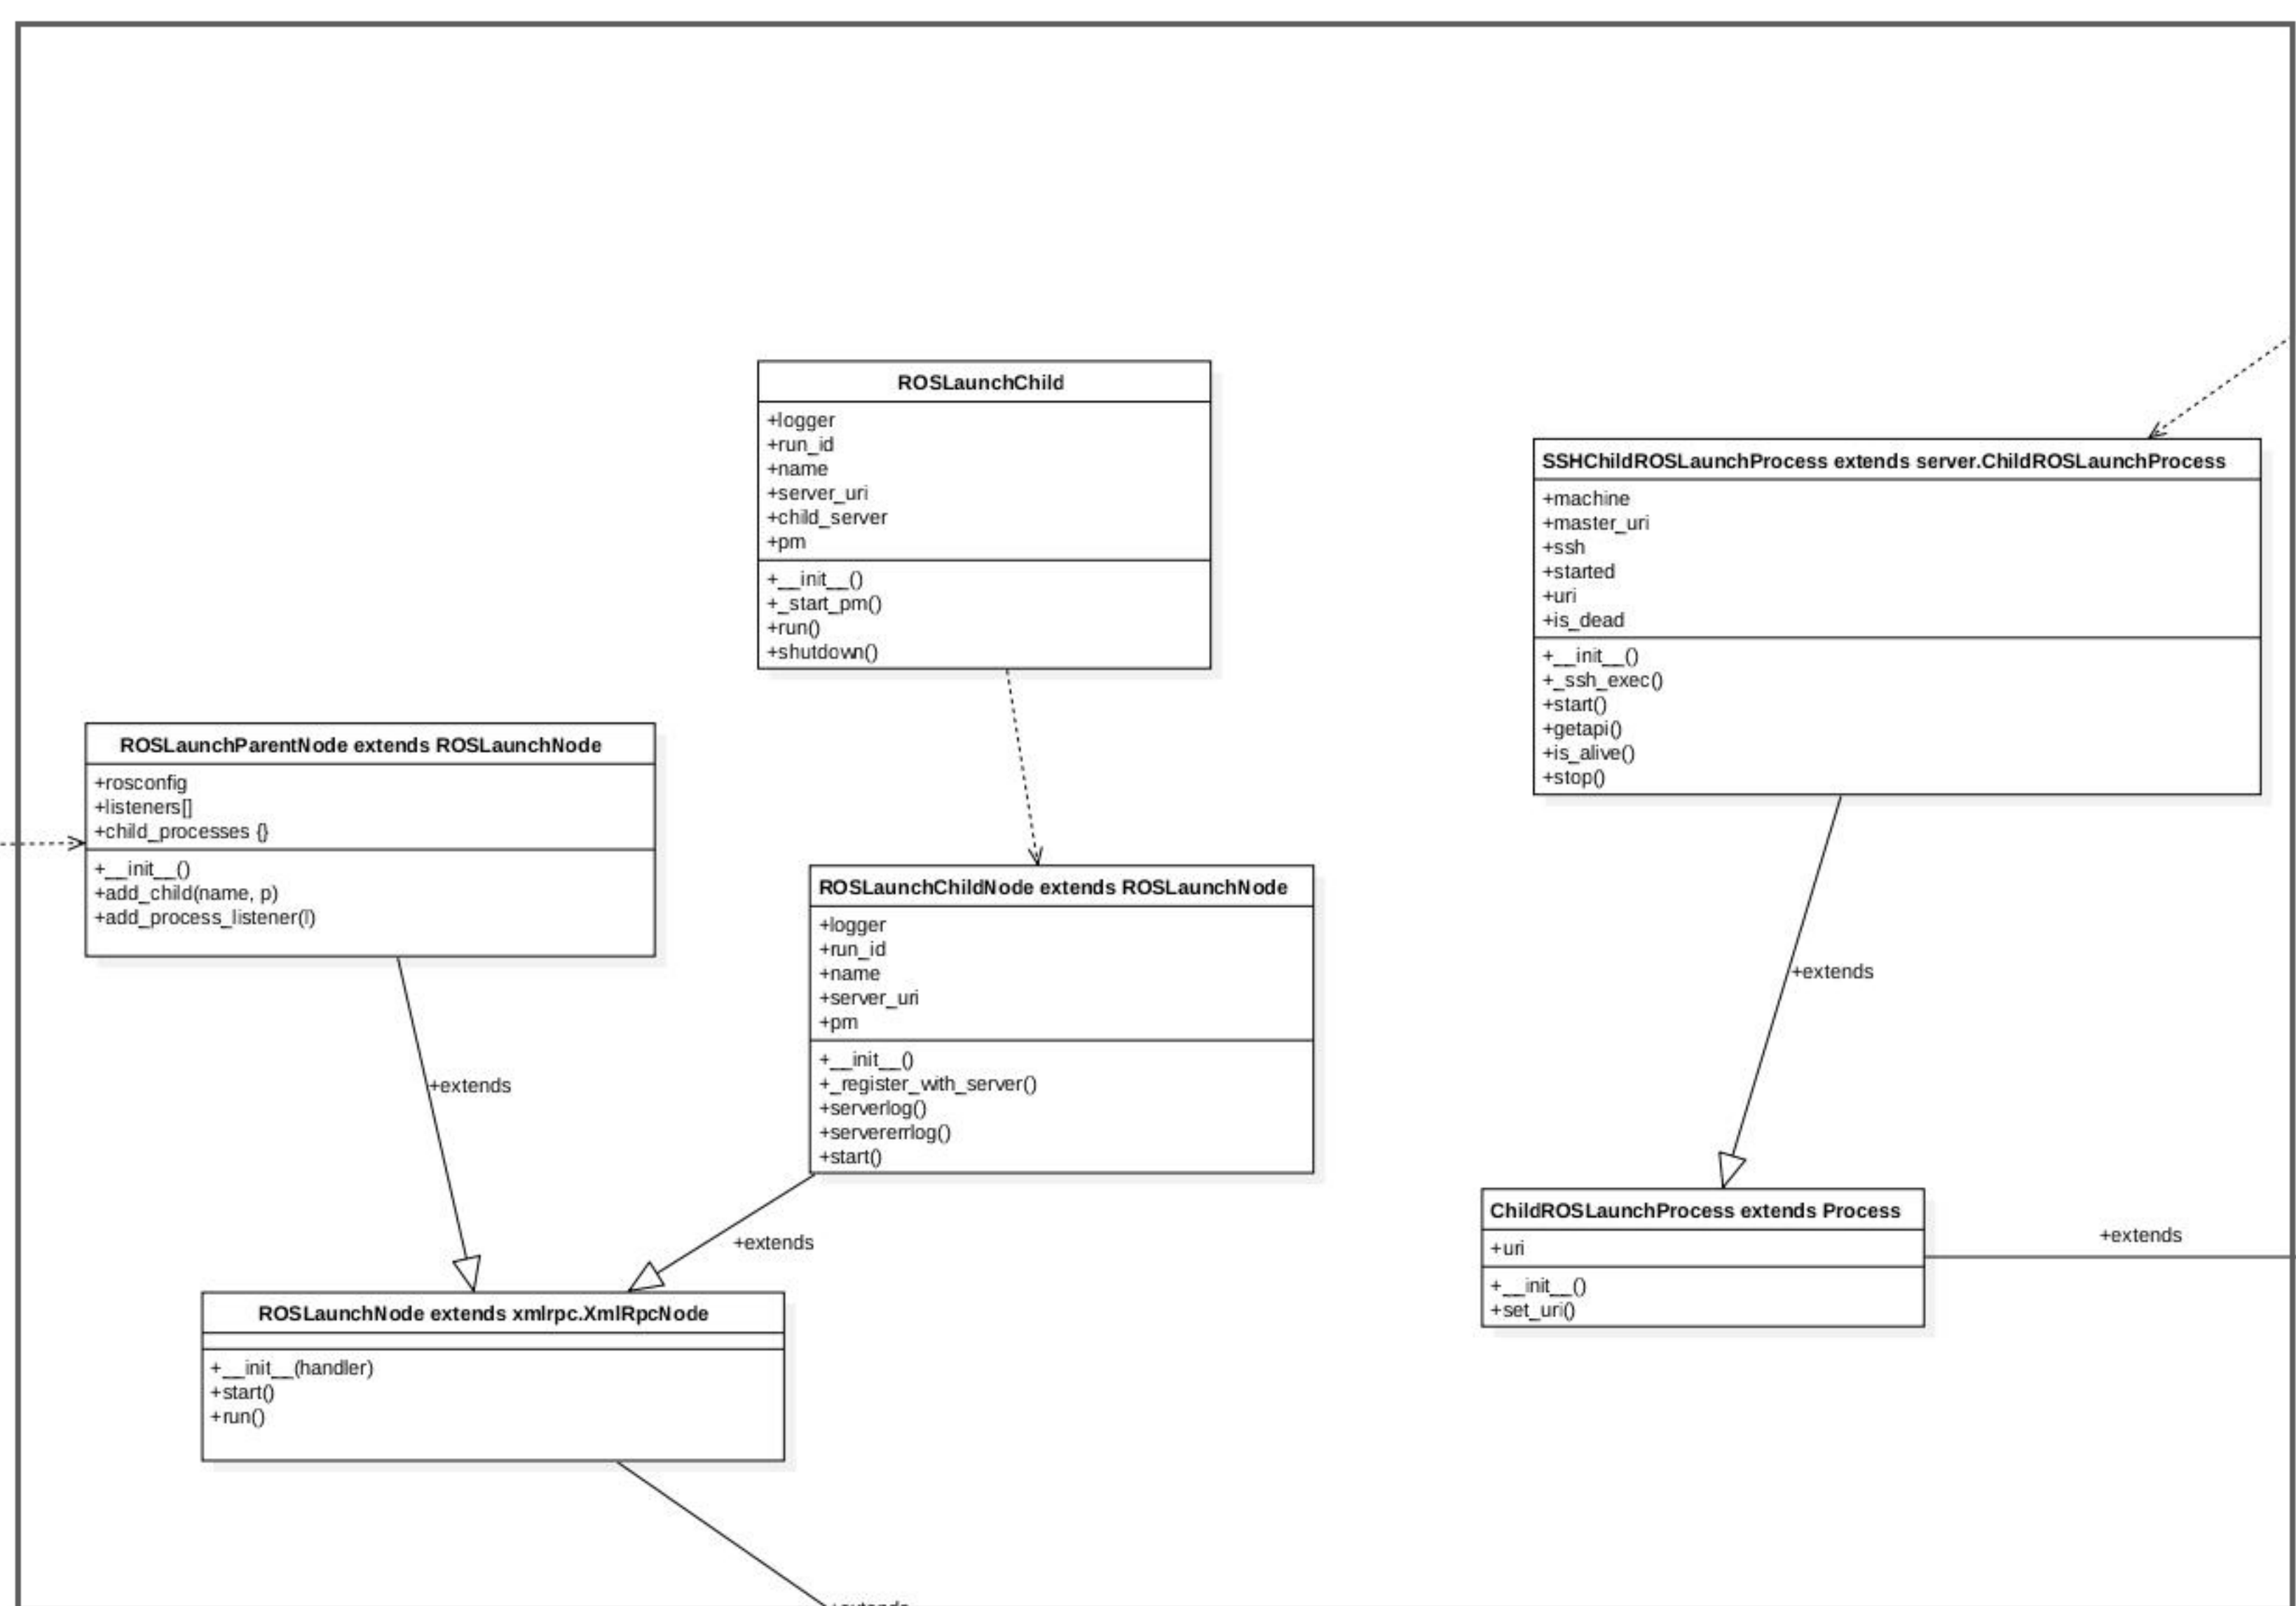 ROSLaunchChild
+logger
+run_id
+name
+server_uri
+child_server
+pm
+__init__()
+_start_pm()
+run()
+shutdown()
SSHChildROSLaunchProcess extends server.ChildROSLaunchProcess
+machine
+master_uri
+ssh
+started
+uri
+is_dead
+__init__()
+_ssh_exec()
+start()
+getapi()
+is_alive()
+stop()
ROSLaunchParentNode extends ROSLaunchNode
+rosconfig
+listeners[]
+child_processes {}
+__init__()
+add_child(name, p)
+add_process_listener(l)
ROSLaunchChildNode extends ROSLaunchNode
+logger
+run_id
+name
+server_uri
+pm
+__init__()
+_register_with_server()
+serverlog()
+servererrlog()
+start()
+extends
+extends
+extends
ChildROSLaunchProcess extends Process
+uri
+__init__()
+set_uri()
+extends
ROSLaunchNode extends xmlrpc.XmlRpcNode
+__init__(handler)
+start()
+run()